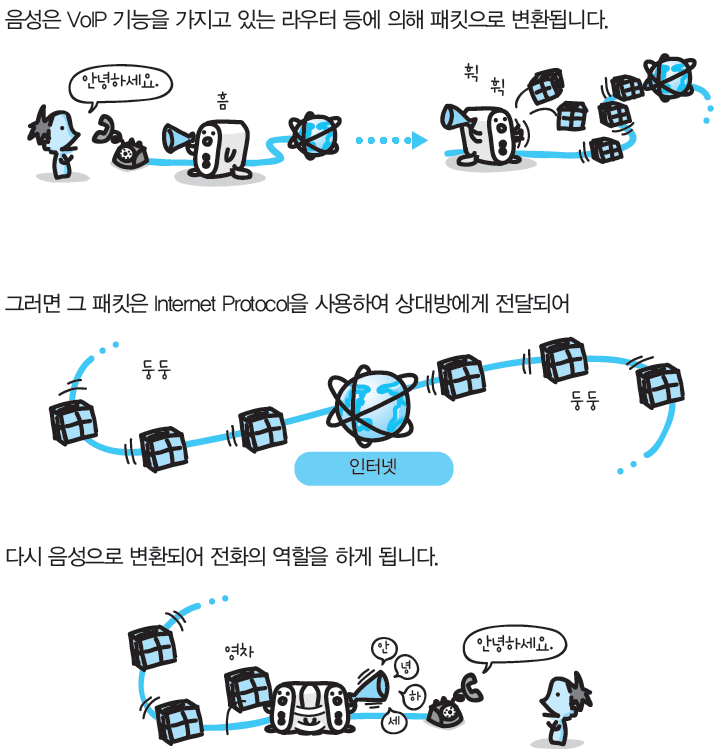 음성은 VoIP 기능을 가지고 있는 라우터 등에 의해 패킷으로 변환됩니다.
안녕하세요.
흠
휙
휙
그러면 그 패킷은 Internet Protocol을 사용하여 상대방에게 전달되어
둥둥
둥둥
인터넷
다시 음성으로 변환되어 전화의 역할을 하게 됩니다.
영차
안
녕
하
세
안녕하세요.